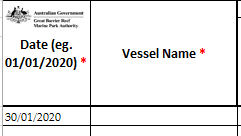 Australian Government
Great Barrier Reef
Marine Park Authority
Date (eg.
01/01/2020) *
Vessel Name *
30/01/2020